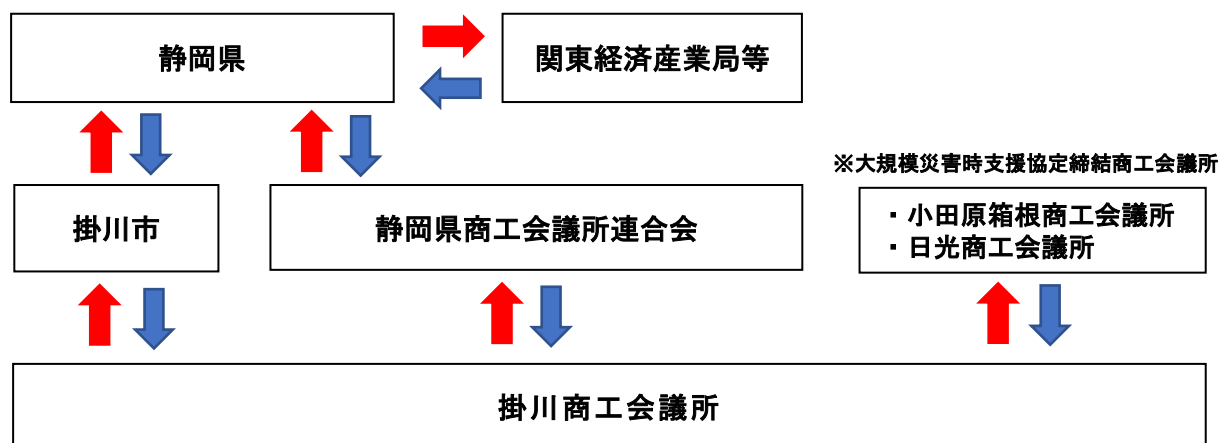 静岡県
関東経済産業局等
※大規模災害時支援協定締結商工会議所
掛川市
静岡県商工会議所連合会
・小田原箱根商工会議所
・日光商工会議所
掛川商工会議所